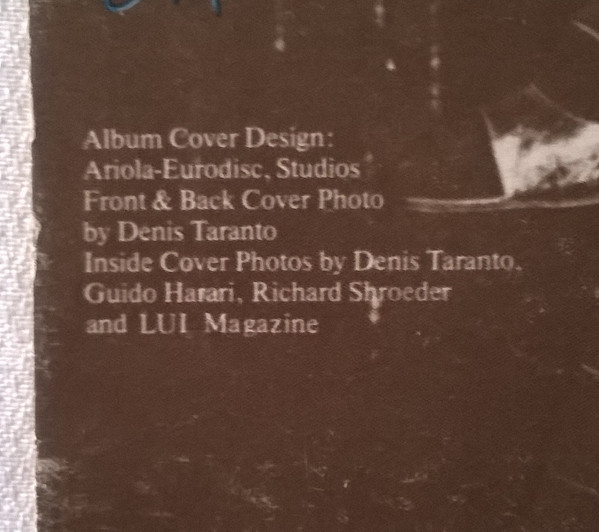 Album Cover Design:
Ariola-Eurodisc, Studios
Front & Back Cover Photo
by Denis Taranto
Inside Cover Photos by Denis Taranto,
Guido Harari, Richard Shroeder
and LUI Magazine